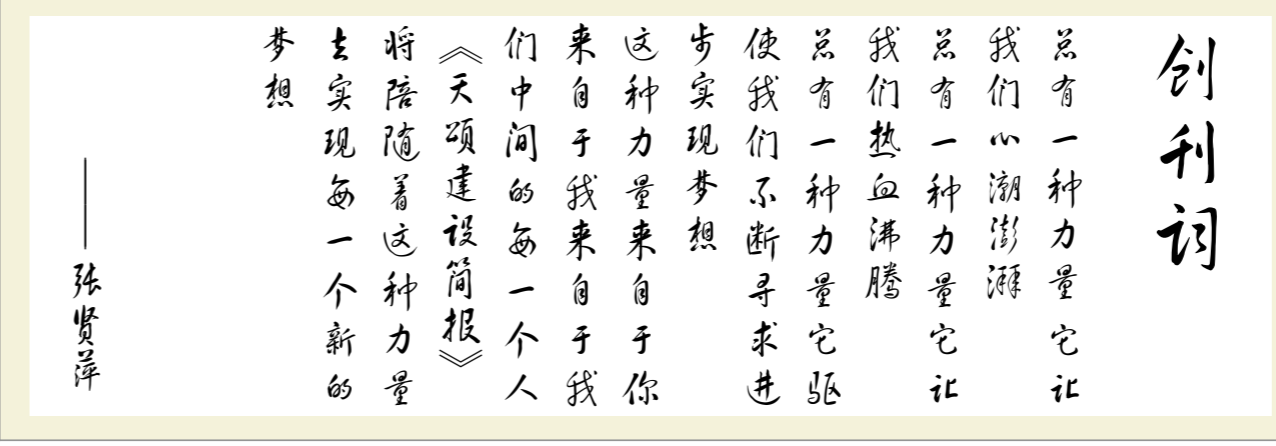 创刊词
总有一种力量它让
我们心潮澎湃
总有一种力量它让
我们热血沸腾
总有一种力量它驱
使我们不断寻求进
步实现梦想
这种力量来自于你
来自于我来自于我
们中间的每一个人
《天颂建设简报》
将陪随着这种力量
去实现每一个新的
梦想
——张贤萍